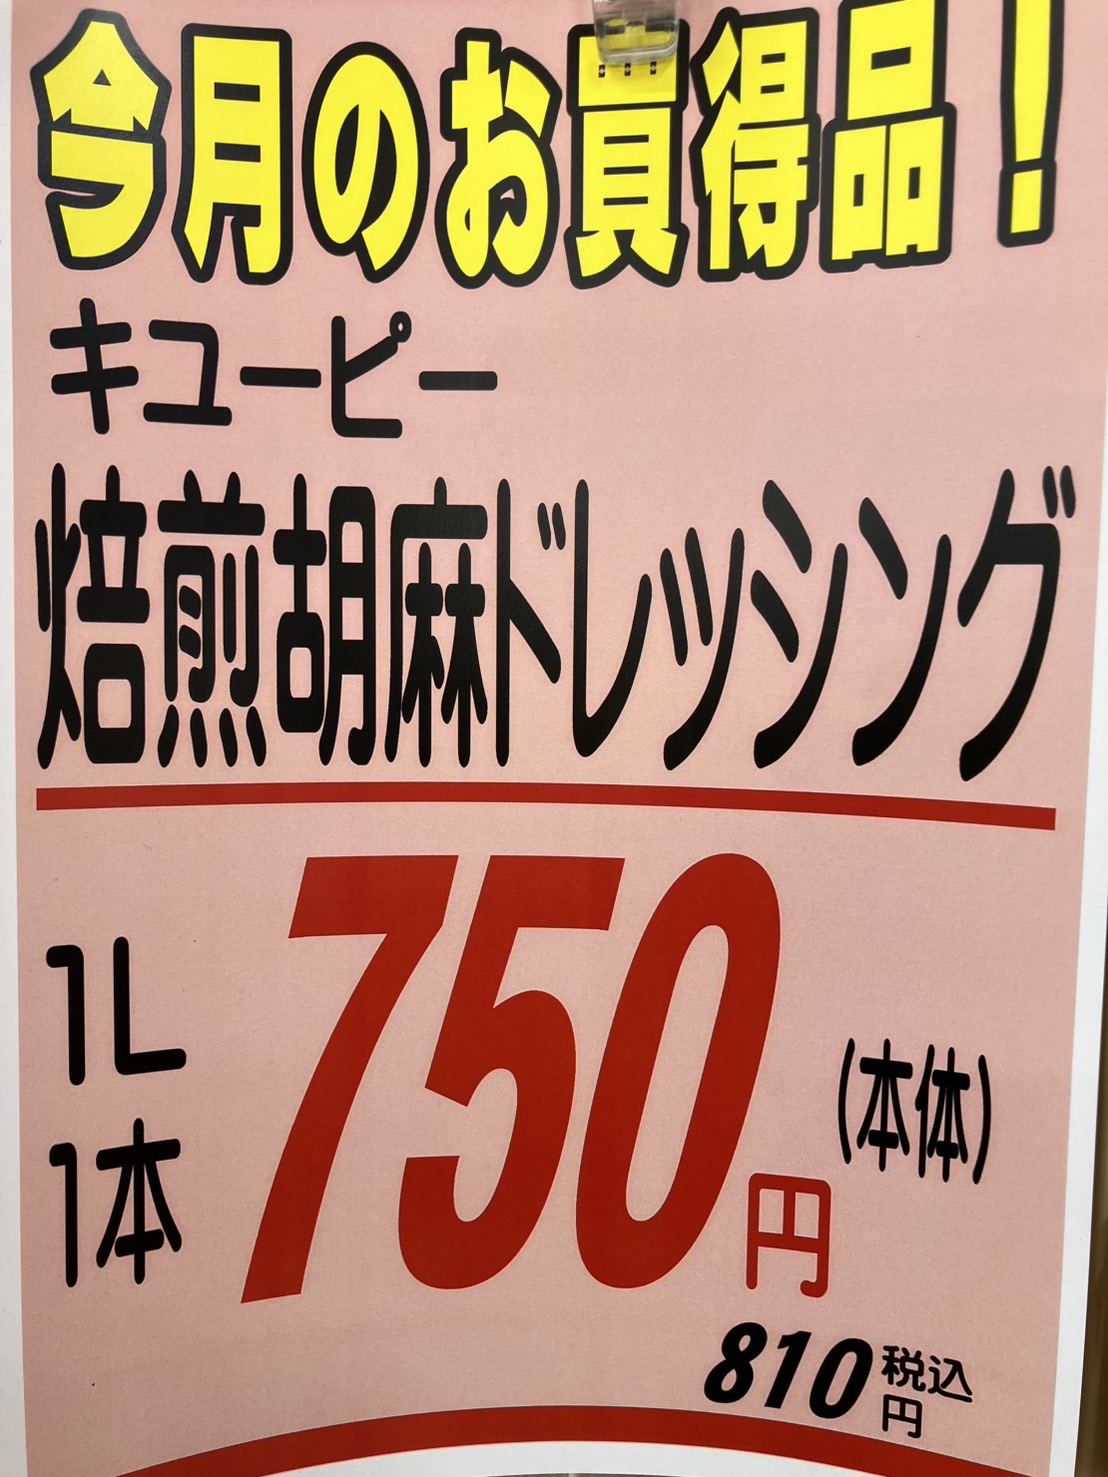 今月のお買得品！
キユーピー
焙煎胡麻ドレッシング
1L
1本
750円
(本体)
810円
税込